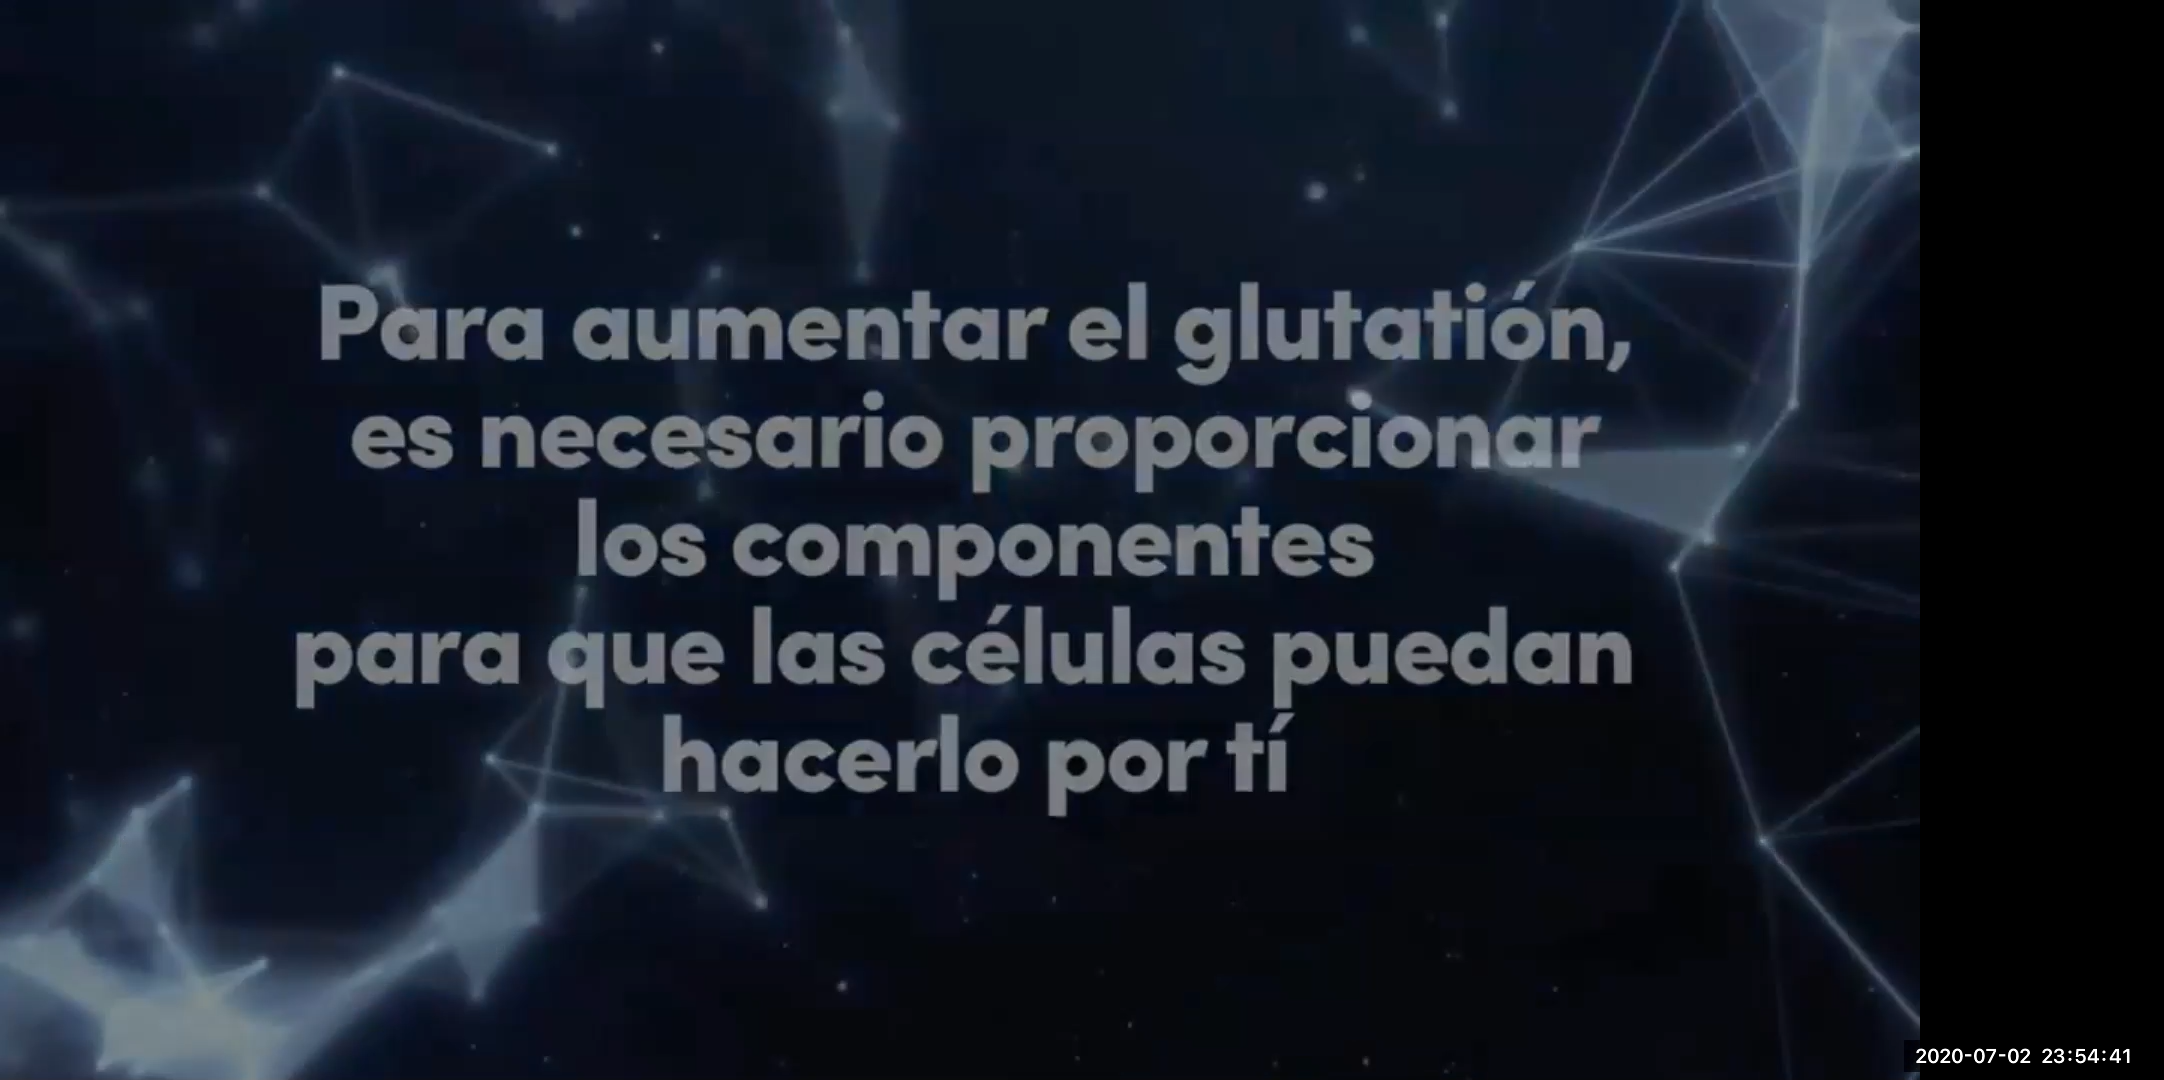 Para aumentar el glutatión,
es necesario proporcionar
los componentes
para que las células puedan
hacerlo por tí
2020-07-02 23:54:41